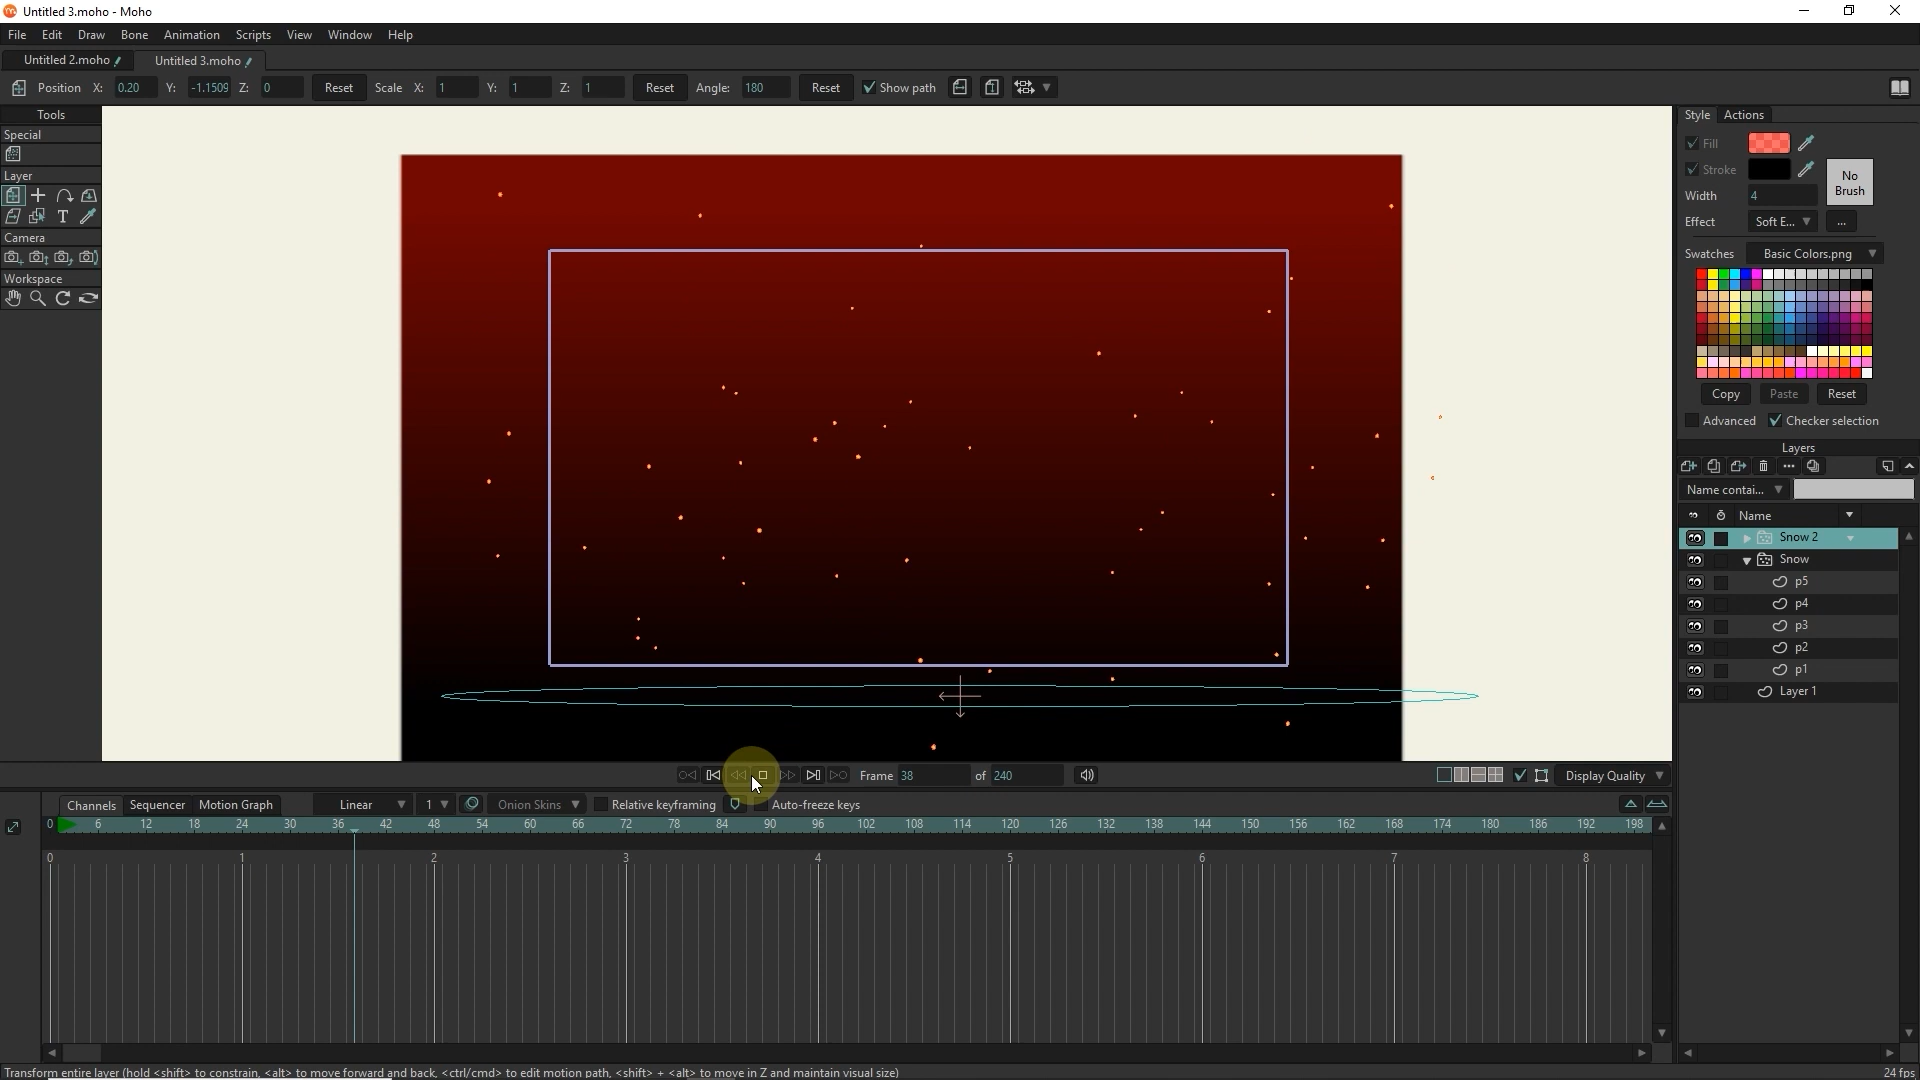 Untitled 3.moho - Moho
File Edit Draw Bone Animation Scripts View Window Help
Untitled 2.moho Untitled 3.moho
Position X: 0.20 Y: -1.1509 Z: 0 Reset Scale X: 1 Y: 1 Z: 1 Reset Angle: 180 Reset Show path
Tools
Special
Layer
T
Camera
Workspace
Style Actions
Fill
Stroke
No Brush
Width 4
Effect Soft E... ...
Swatches Basic Colors.png
Copy Paste Reset
Advanced Checker selection
Layers
Name contai...
Name
Snow 2
Snow
p5
p4
p3
p2
p1
Layer 1
Frame 38 of 240 Display Quality
Channels Sequencer Motion Graph Linear 1 Onion Skins Relative keyframing Auto-freeze keys
0 6 12 18 24 30 36 42 48 54 60 66 72 78 84 90 96 102 108 114 120 126 132 138 144 150 156 162 168 174 180 186 192 198
0 1 2 3 4 5 6 7 8
Transform entire layer (hold <shift> to constrain, <alt> to move forward and back, <ctrl/cmd> to edit motion path, <shift> + <alt> to move in Z and maintain visual size) 24 fps